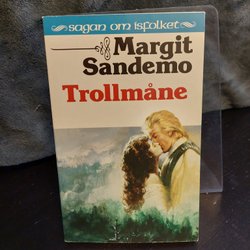 sagan om isfolket
Margit
Sandemo
Trollmåne